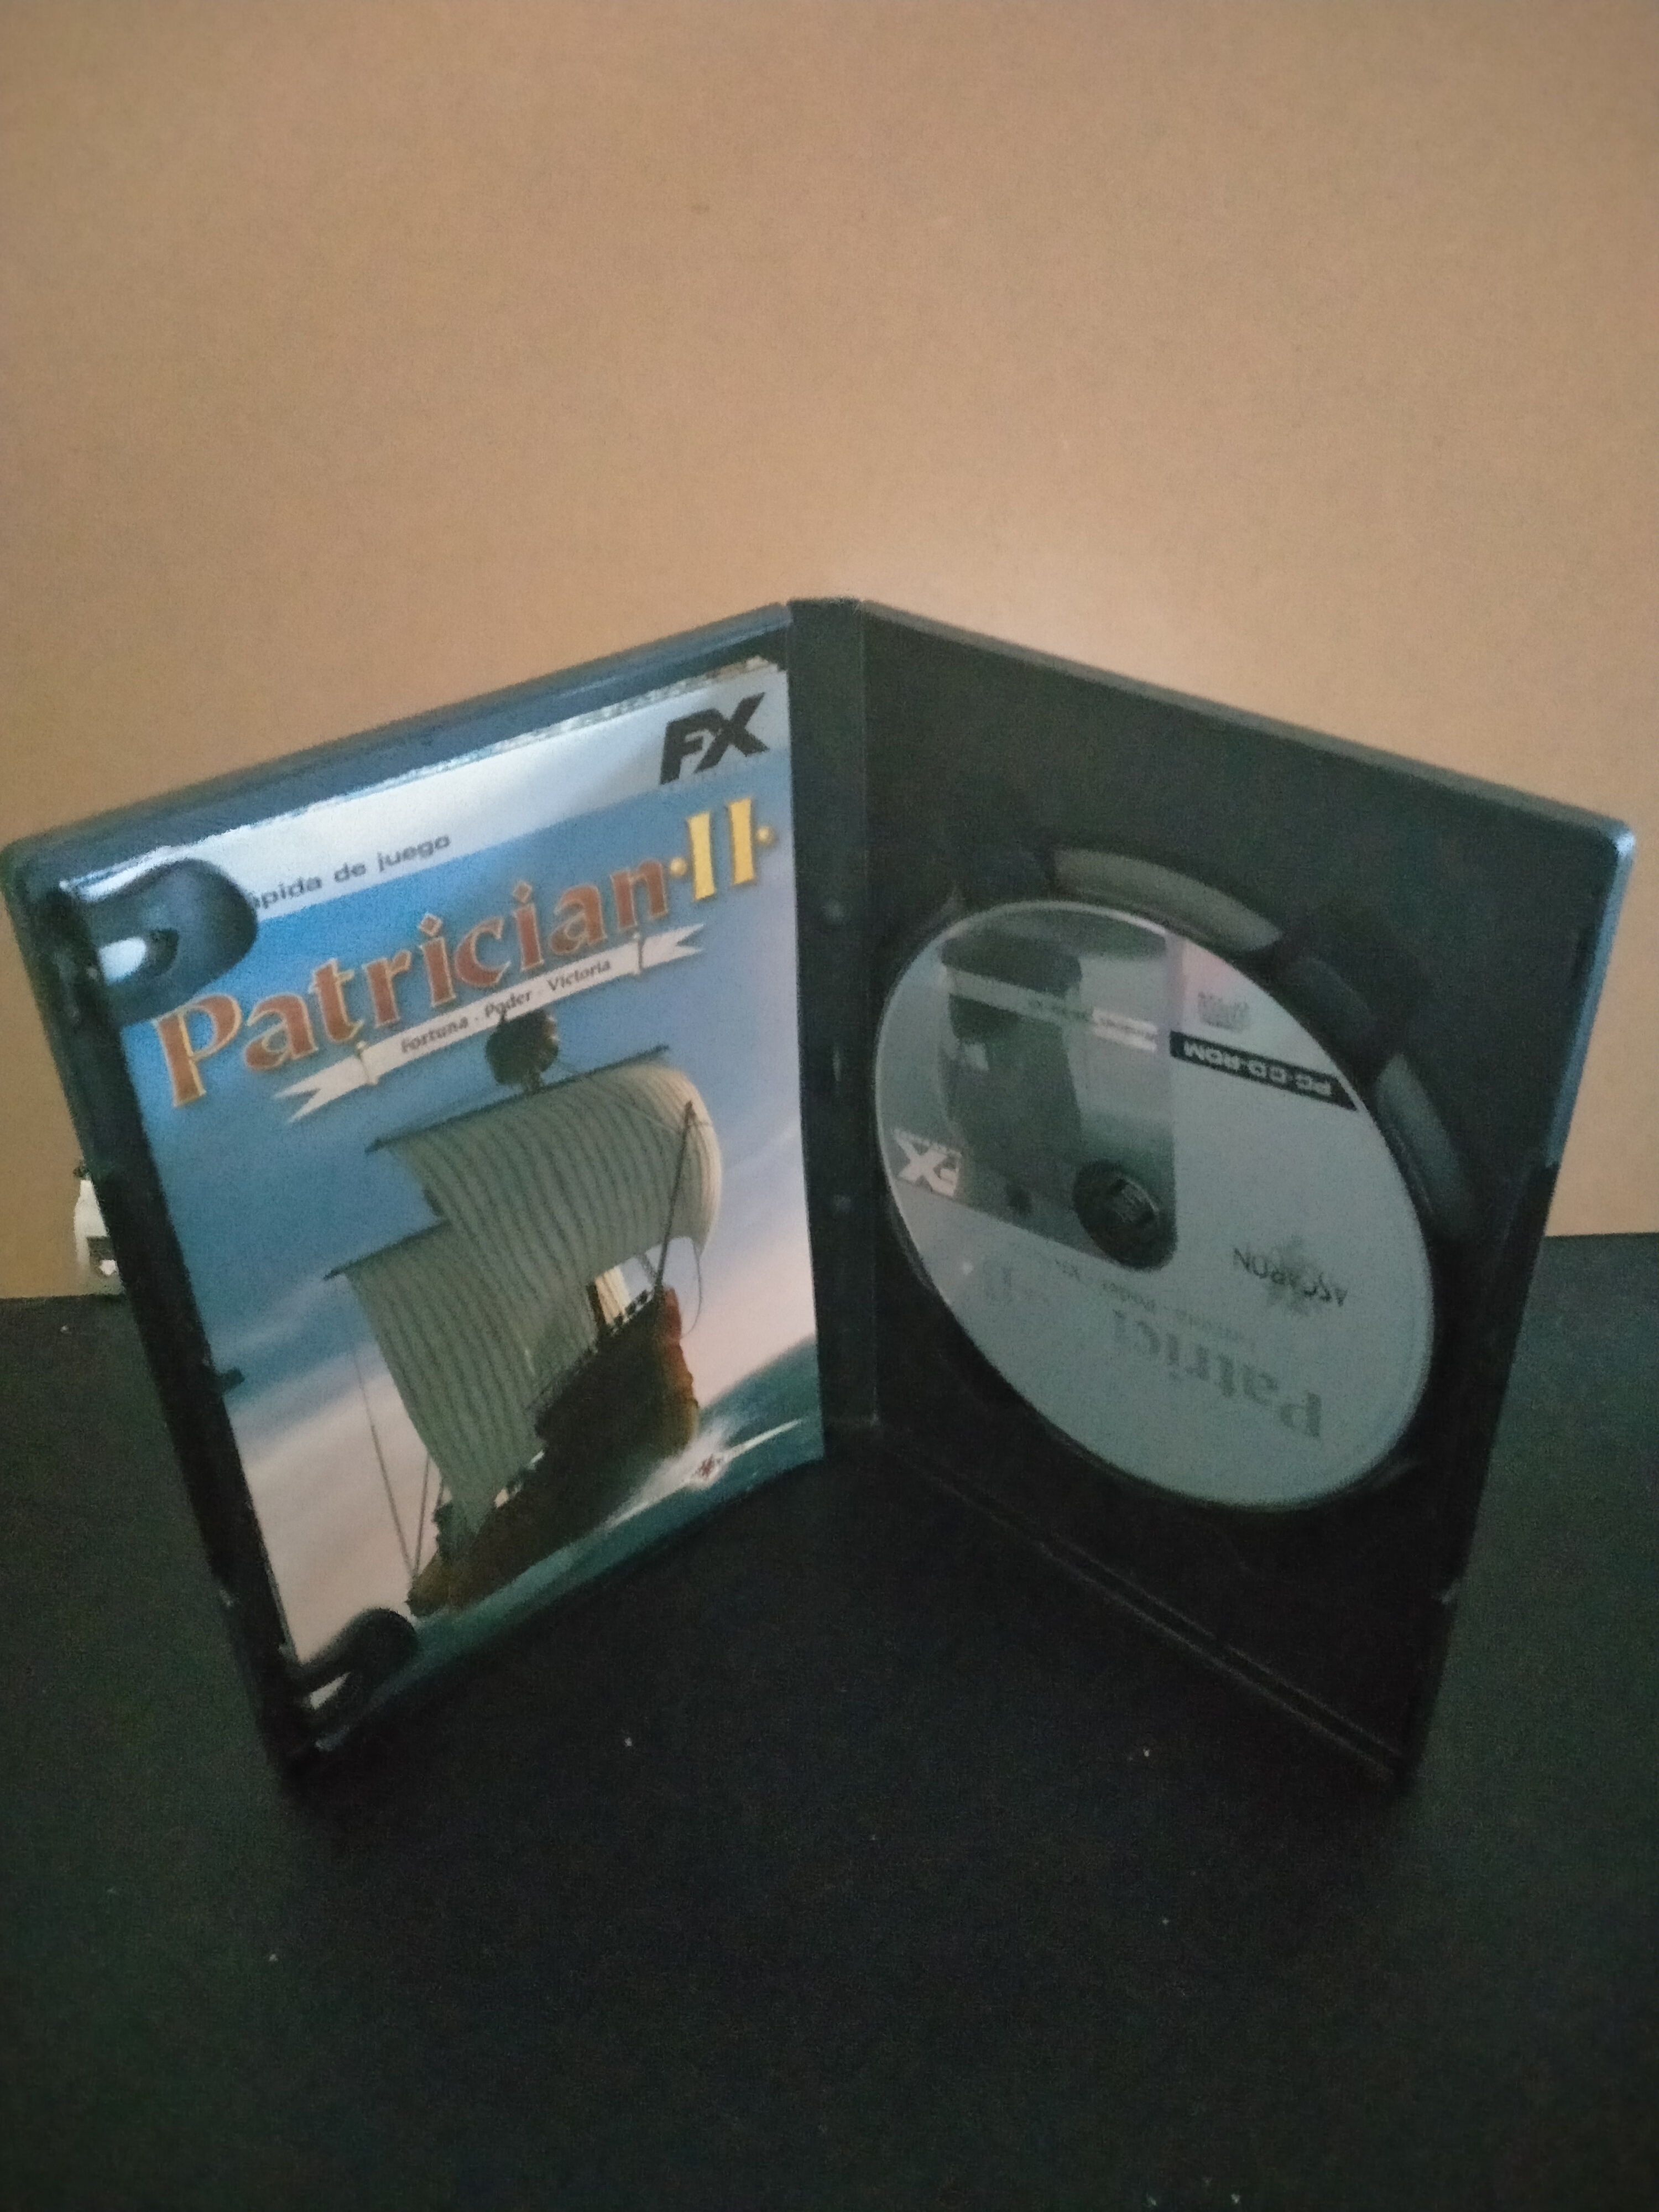 FX
ápida de juego
Patrician·II·
Fortuna · Poder · Victoria
PC-CD-ROM
FX
ASCARON
Patrici